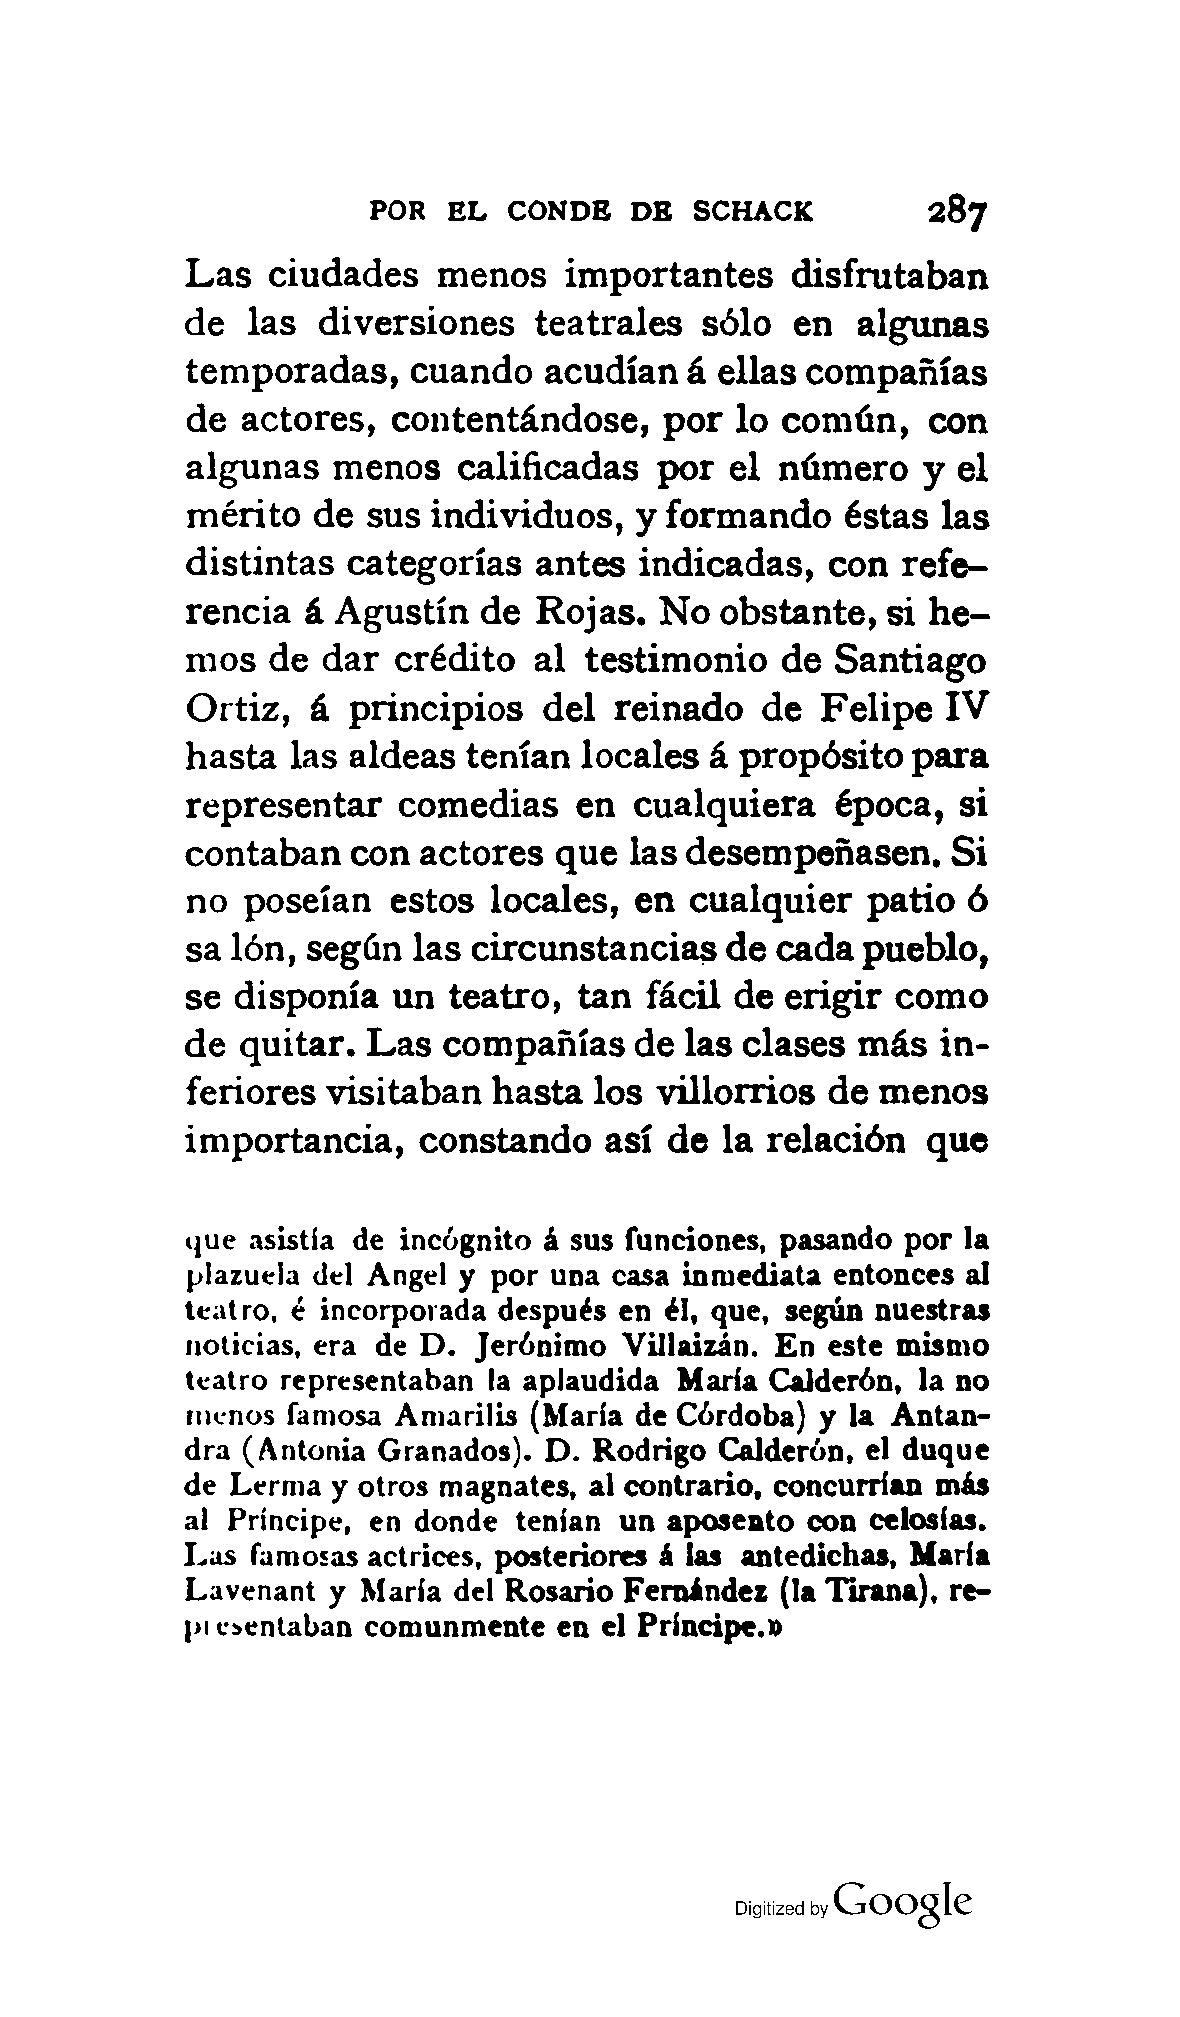 POR EL CONDE DE SCHACK 287
Las ciudades menos importantes disfrutaban
de las diversiones teatrales sólo en algunas
temporadas, cuando acudían á ellas compañías
de actores, contentándose, por lo común, con
algunas menos calificadas por el número y el
mérito de sus individuos, y formando éstas las
distintas categorías antes indicadas, con refe-
rencia á Agustín de Rojas. No obstante, si he-
mos de dar crédito al testimonio de Santiago
Ortiz, á principios del reinado de Felipe IV
hasta las aldeas tenían locales á propósito para
representar comedias en cualquiera época, si
contaban con actores que las desempeñasen. Si
no poseían estos locales, en cualquier patio ó
sa lón, según las circunstancias de cada pueblo,
se disponía un teatro, tan fácil de erigir como
de quitar. Las compañías de las clases más in-
feriores visitaban hasta los villorrios de menos
importancia, constando así de la relación que
que asistía de incógnito á sus funciones, pasando por la
plazuela del Angel y por una casa inmediata entonces al
teatro, é incorporada después en él, que, según nuestras
noticias, era de D. Jerónimo Villaizán. En este mismo
teatro representaban la aplaudida María Calderón, la no
menos famosa Amarilis (María de Córdoba) y la Antan-
dra (Antonia Granados). D. Rodrigo Calderón, el duque
de Lerma y otros magnates, al contrario, concurrían más
al Príncipe, en donde tenían un aposento con celosías.
Las famosas actrices, posteriores á las antedichas, María
Lavenant y María del Rosario Fernández (la Tirana), re-
presentaban comunmente en el Príncipe.»
Digitized by Google